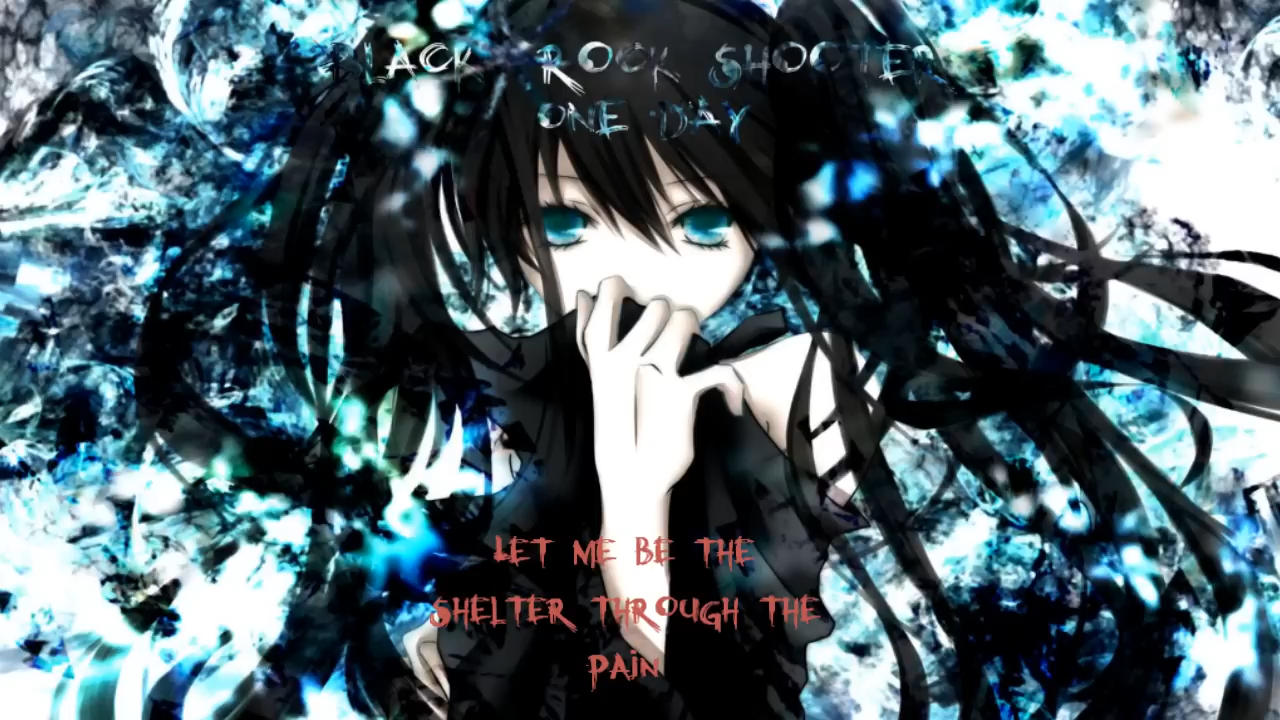 BLACK ROCK SHOOTER
ONE DAY
LET ME BE THE
SHELTER THROUGH THE
PAIN